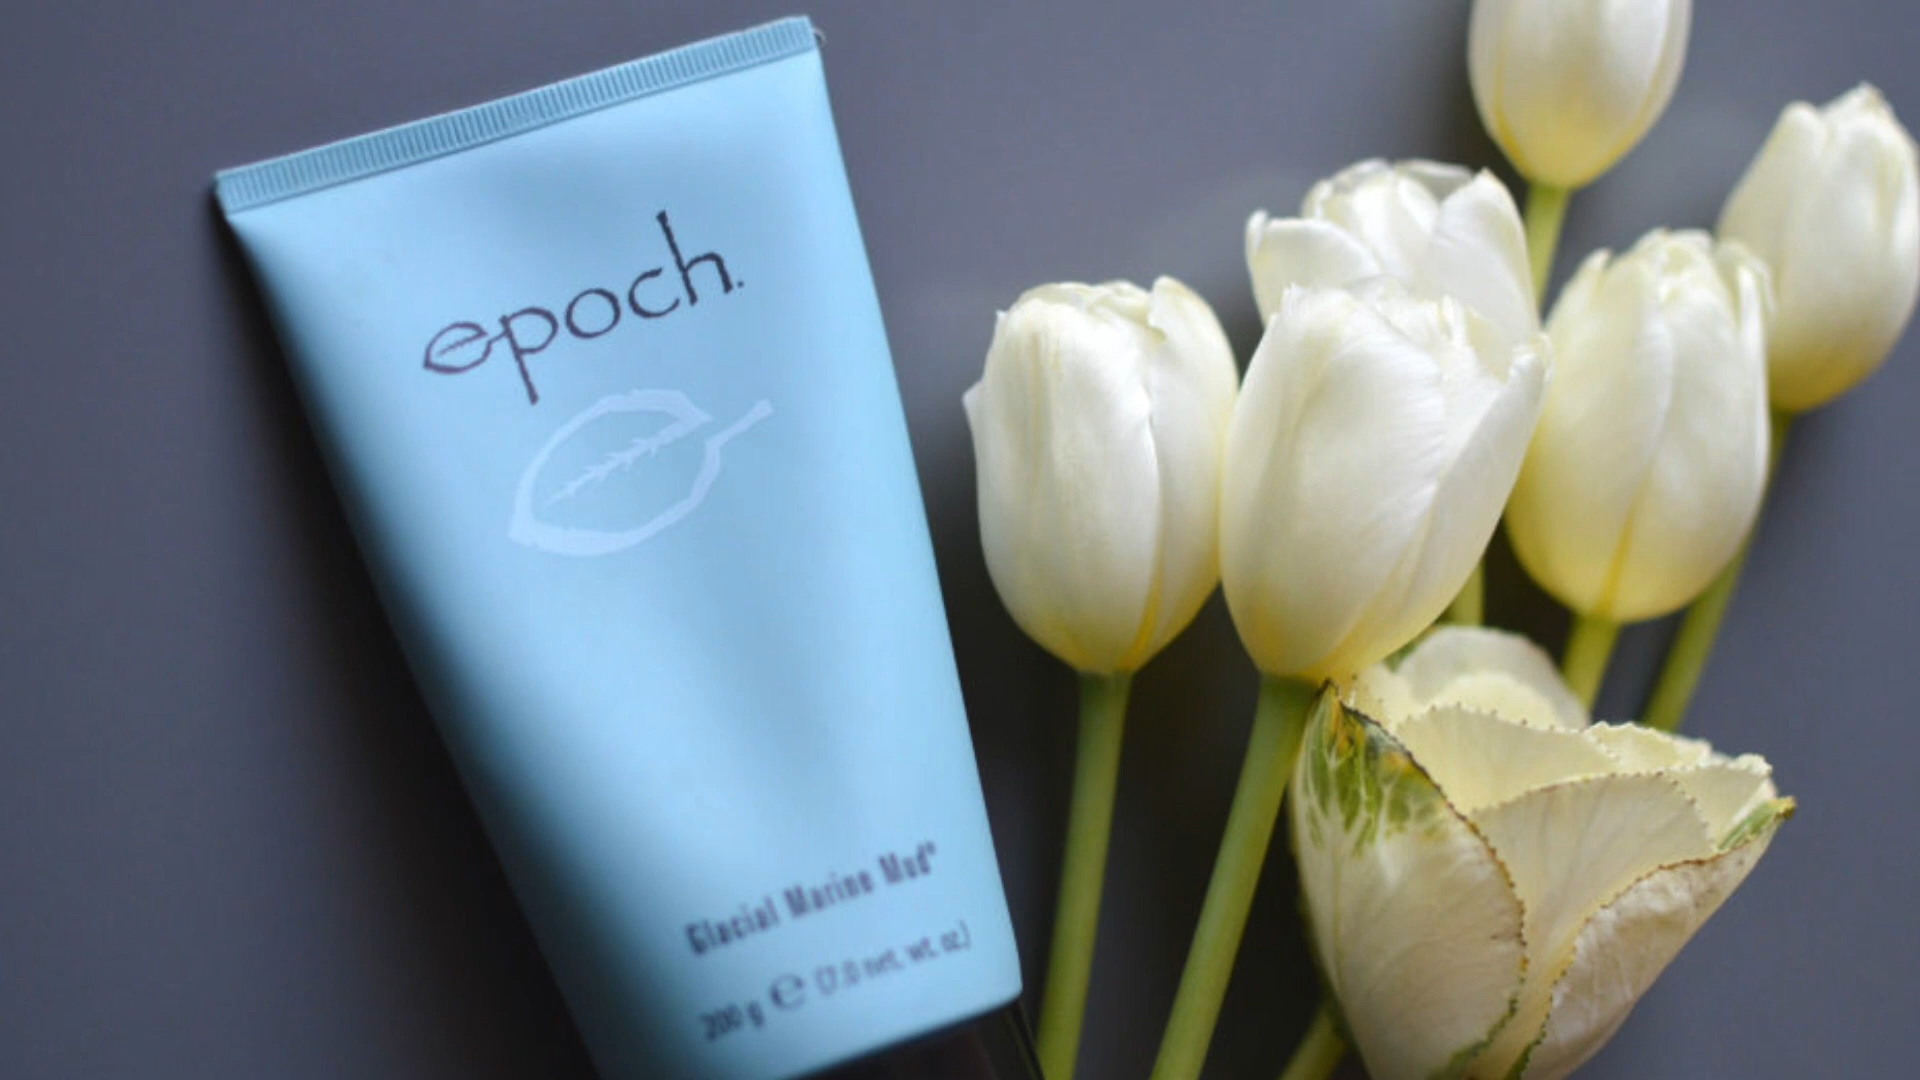 epoch.
Glacial Marine Mud®
200 g ℮ (7.0 net. wt. oz.)